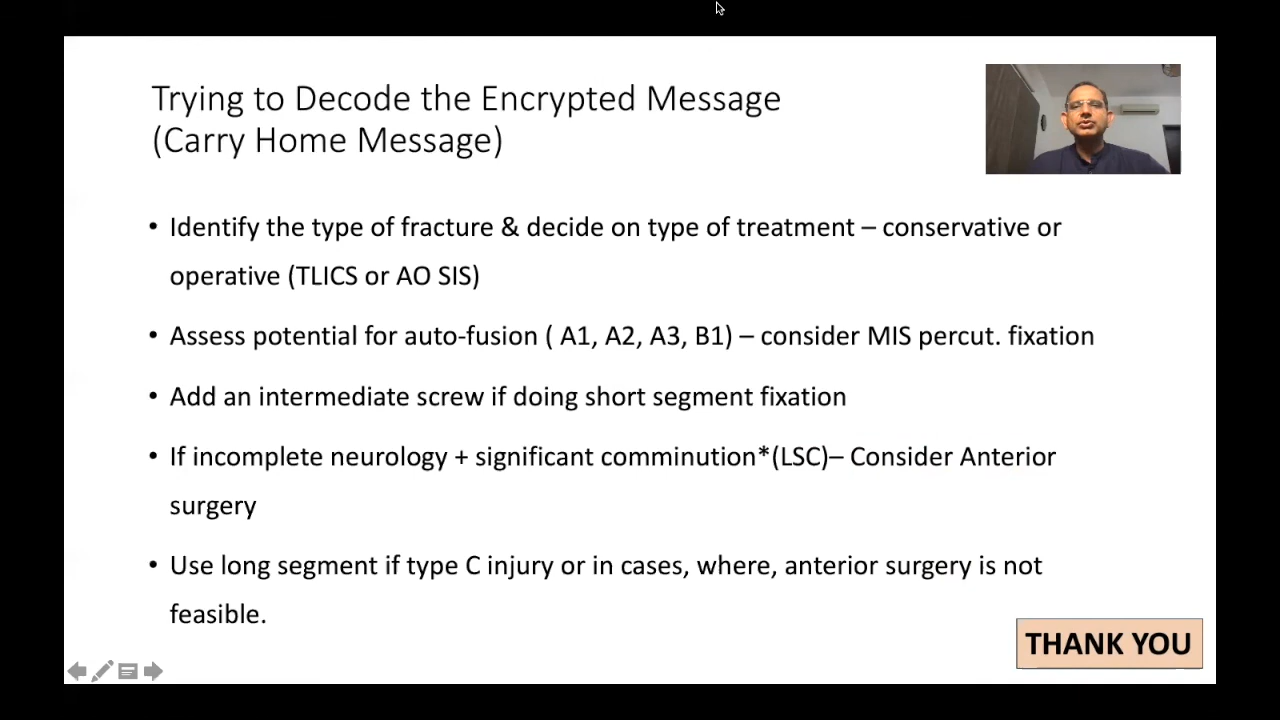 Trying to Decode the Encrypted Message
(Carry Home Message)
• Identify the type of fracture & decide on type of treatment – conservative or
operative (TLICS or AO SIS)
• Assess potential for auto-fusion ( A1, A2, A3, B1) – consider MIS percut. fixation
• Add an intermediate screw if doing short segment fixation
• If incomplete neurology + significant comminution*(LSC)– Consider Anterior
surgery
• Use long segment if type C injury or in cases, where, anterior surgery is not
feasible.
THANK YOU